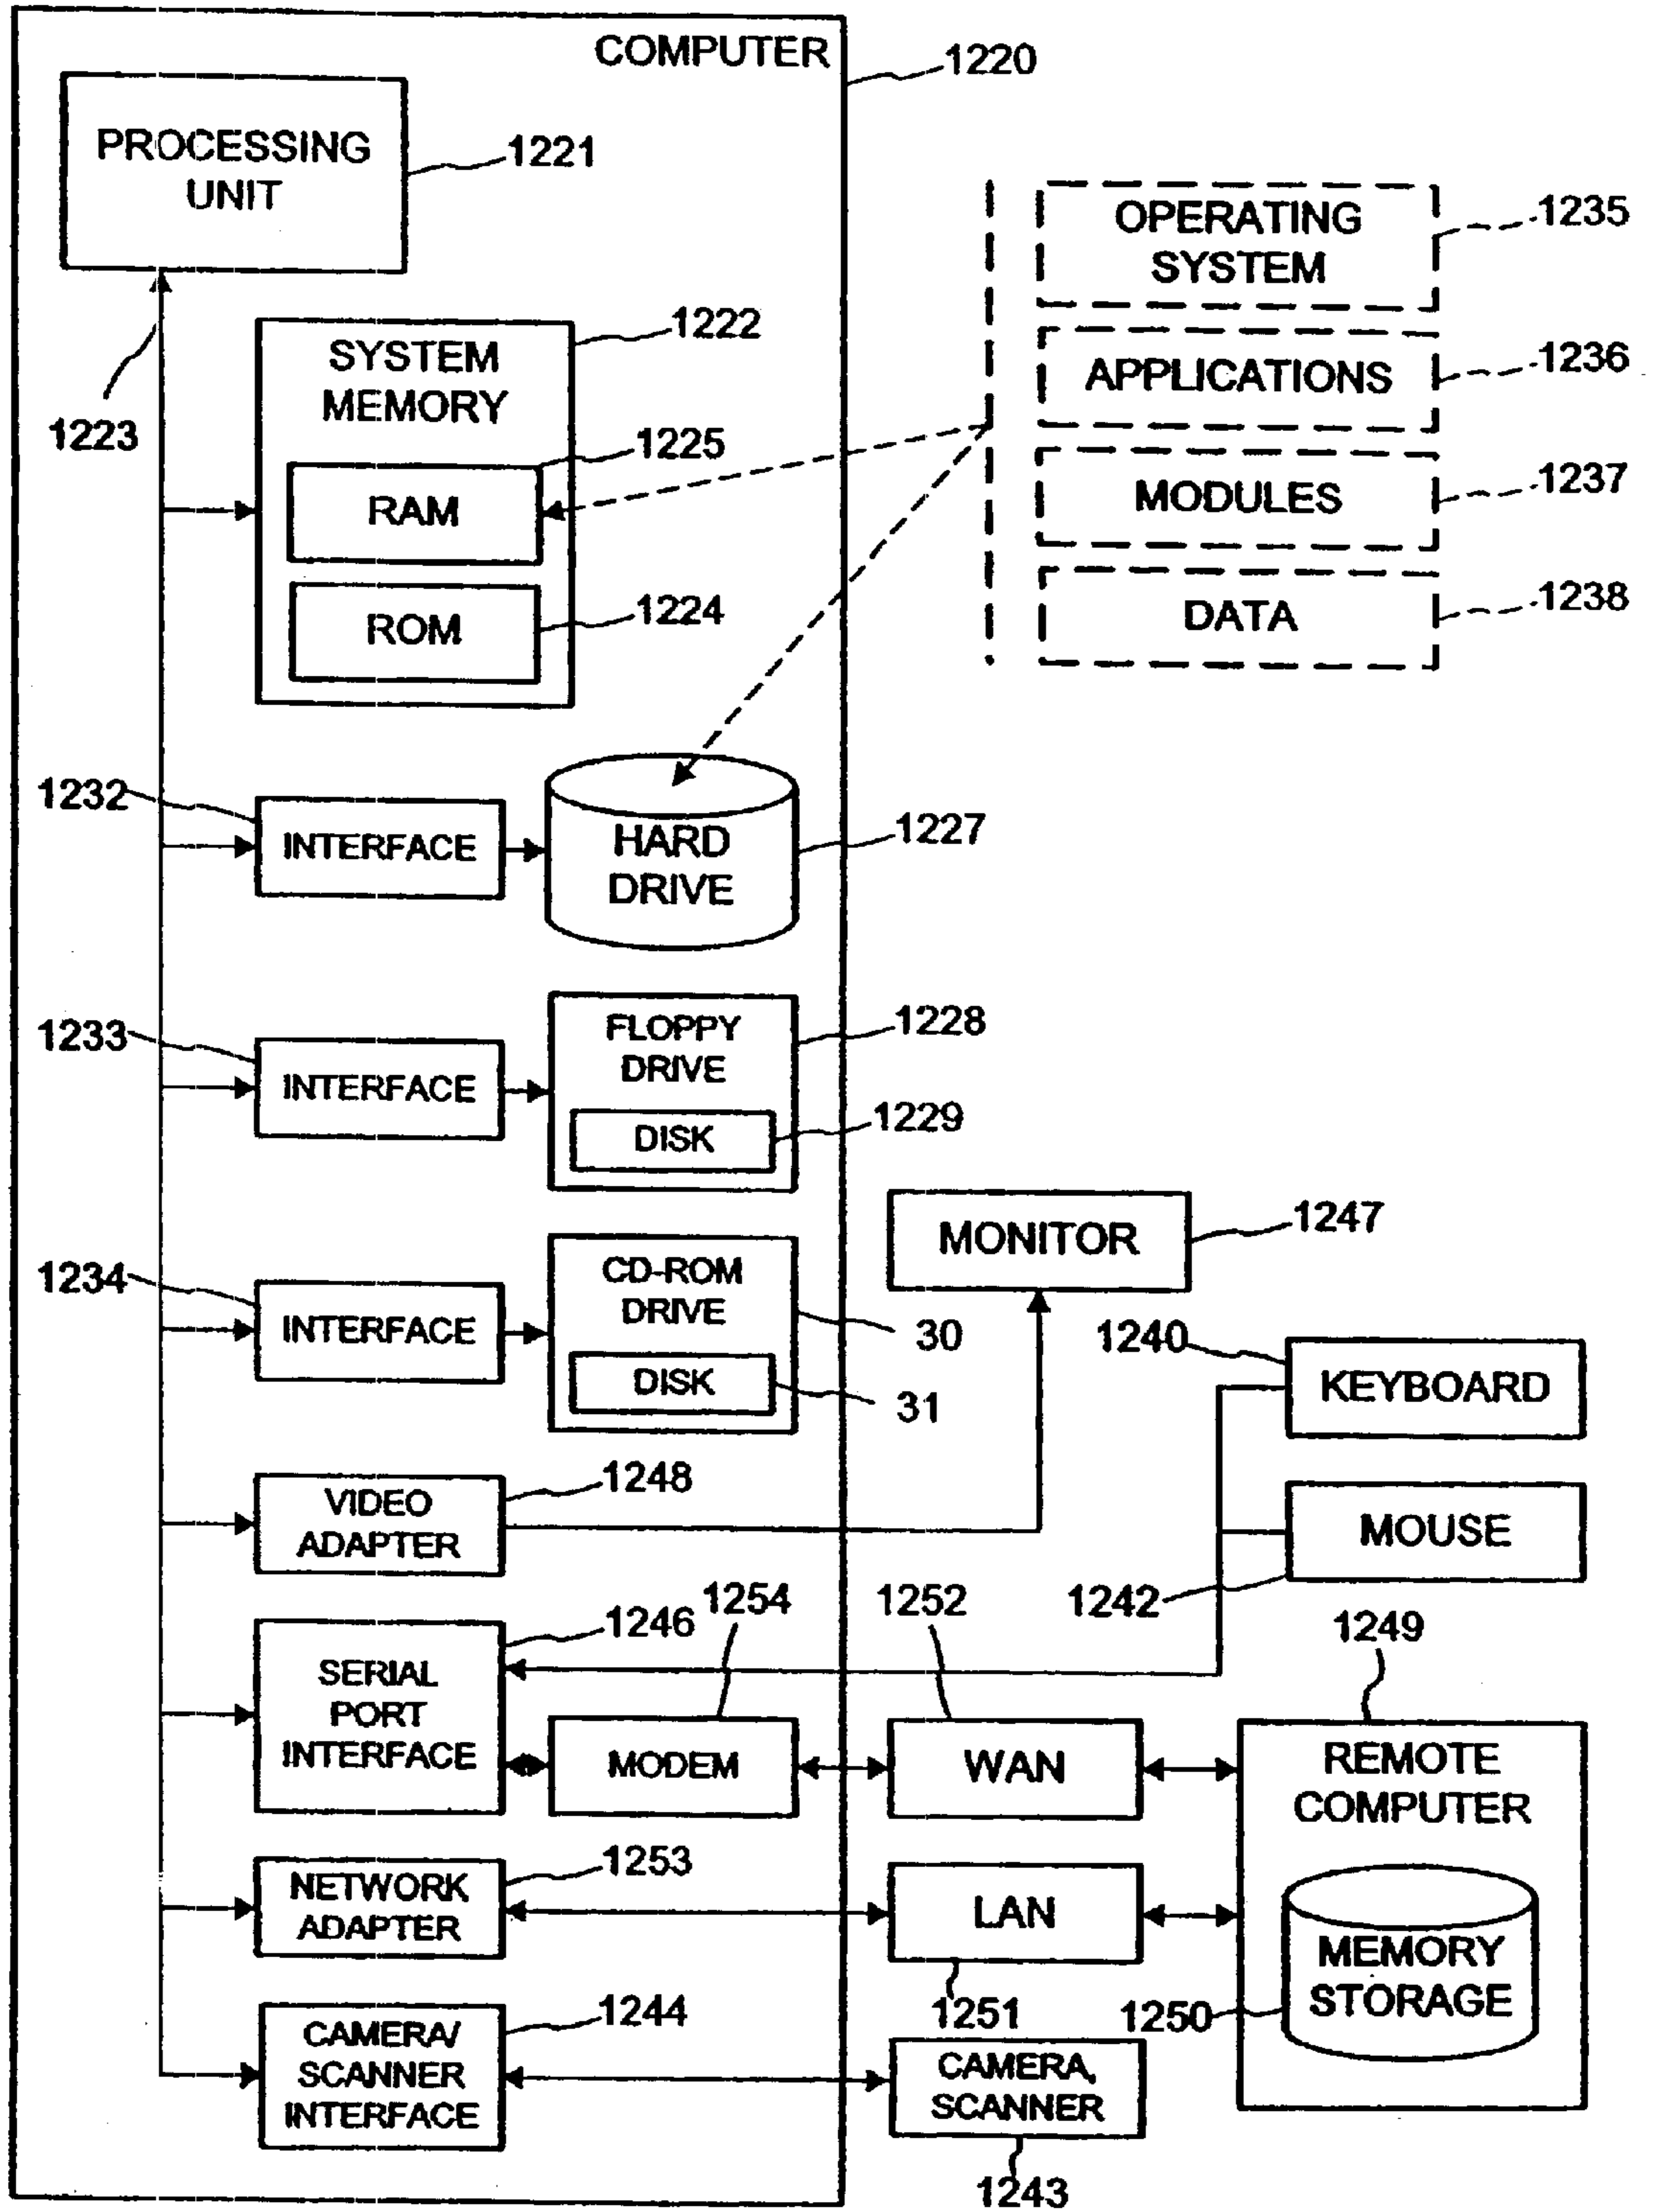 COMPUTER
1220
PROCESSING
UNIT
1221
1223
SYSTEM
MEMORY
1222
RAM
1225
ROM
1224
OPERATING
SYSTEM
1235
APPLICATIONS
1236
MODULES
1237
DATA
1238
1232
INTERFACE
HARD
DRIVE
1227
1233
INTERFACE
FLOPPY
DRIVE
1228
DISK
1229
1234
INTERFACE
CD-ROM
DRIVE
30
DISK
31
MONITOR
1247
1240
KEYBOARD
MOUSE
1242
VIDEO
ADAPTER
1248
SERIAL
PORT
INTERFACE
1246
1254
MODEM
1252
WAN
1249
REMOTE
COMPUTER
MEMORY
STORAGE
1250
NETWORK
ADAPTER
1253
LAN
1251
CAMERA/
SCANNER
INTERFACE
1244
CAMERA,
SCANNER
1243